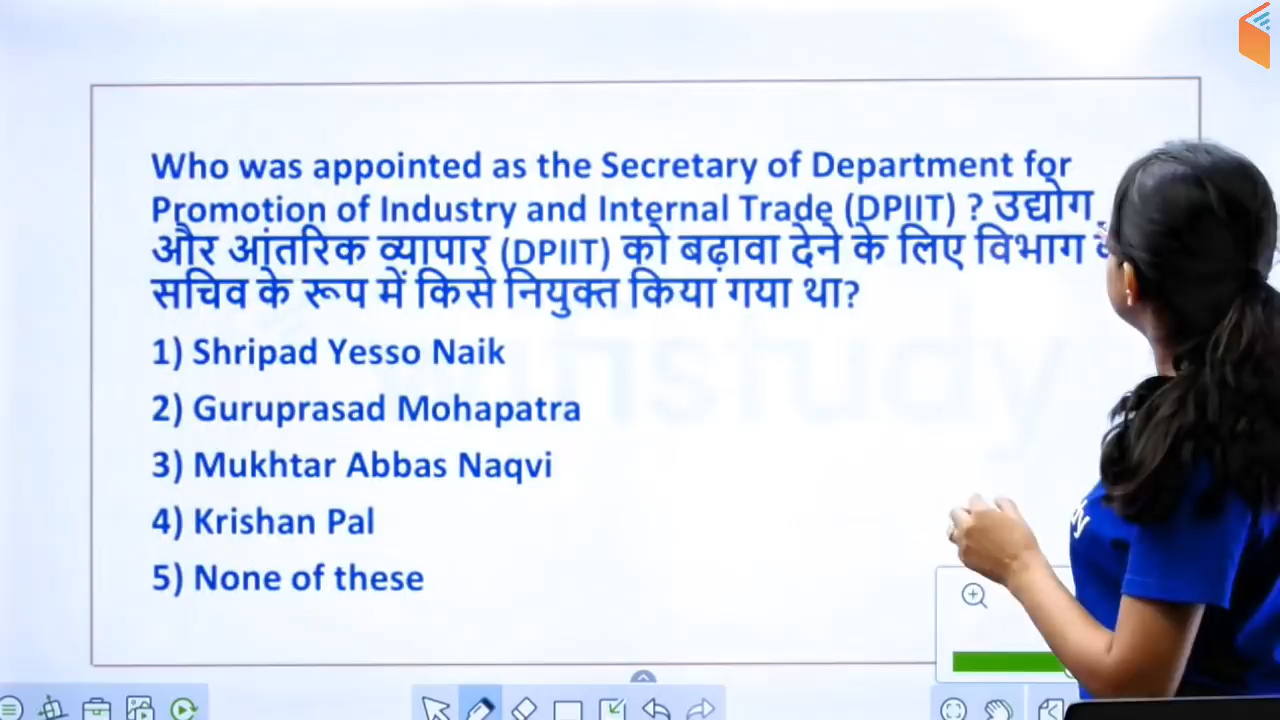 Who was appointed as the Secretary of Department for
Promotion of Industry and Internal Trade (DPIIT) ? उद्योग
और आंतरिक व्यापार (DPIIT) को बढ़ावा देने के लिए विभाग
सचिव के रूप में किसे नियुक्त किया गया था?
1) Shripad Yesso Naik
2) Guruprasad Mohapatra
3) Mukhtar Abbas Naqvi
4) Krishan Pal
5) None of these